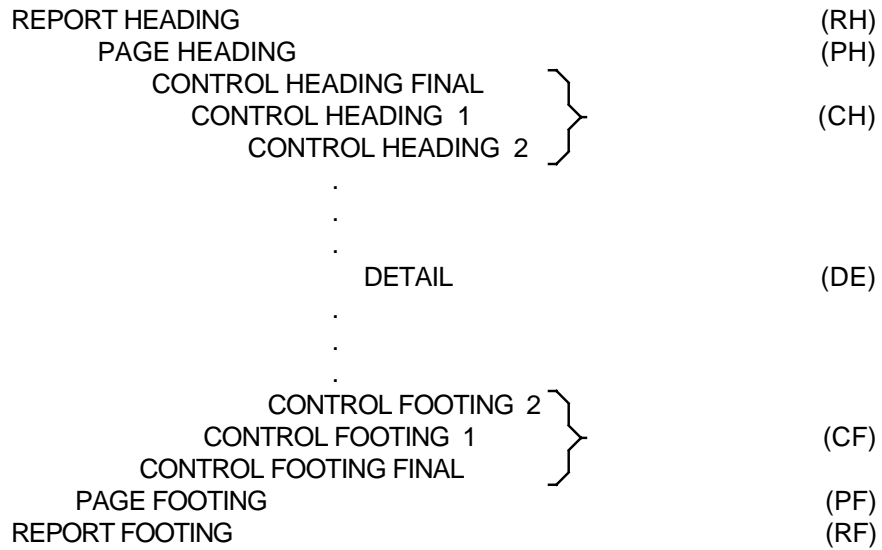 REPORT HEADING (RH)
PAGE HEADING (PH)
CONTROL HEADING FINAL
CONTROL HEADING 1 (CH)
CONTROL HEADING 2
.
.
.
DETAIL (DE)
.
.
.
CONTROL FOOTING 2
CONTROL FOOTING 1 (CF)
CONTROL FOOTING FINAL
PAGE FOOTING (PF)
REPORT FOOTING (RF)